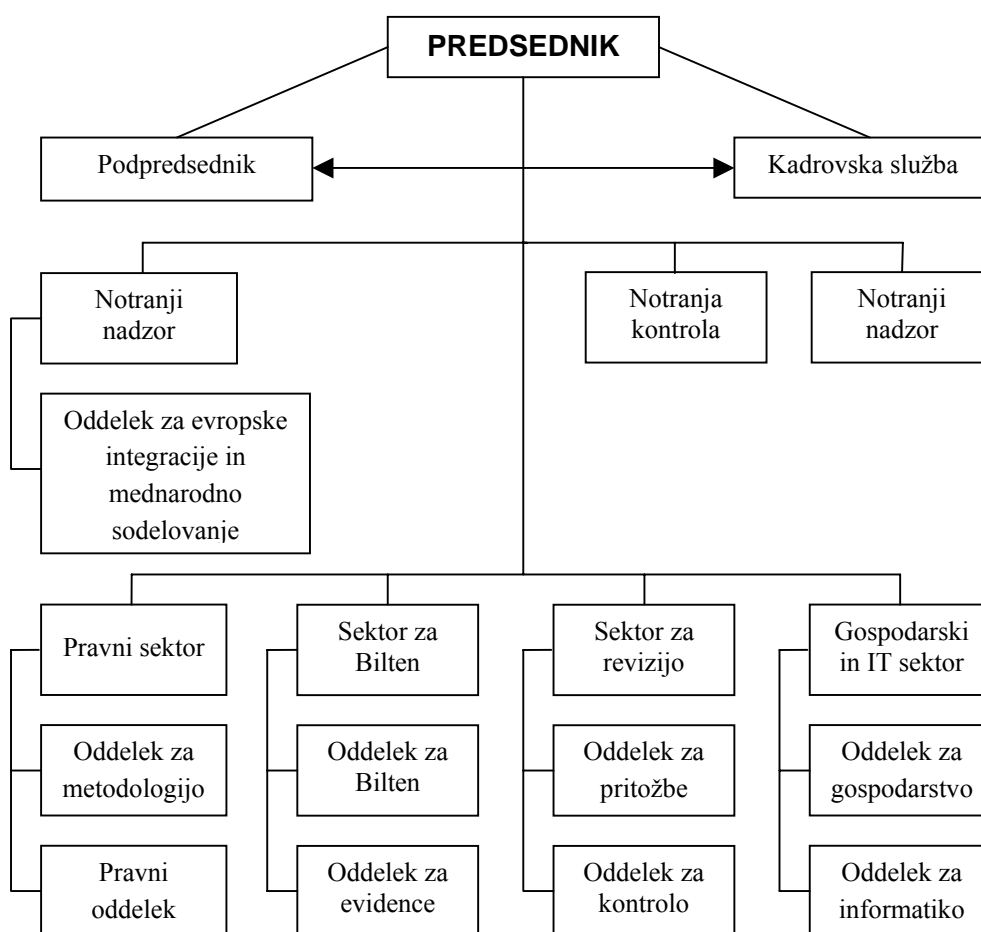 PREDSEDNIK
Podpredsednik
Kadrovska služba
Notranji
nadzor
Notranja
kontrola
Notranji
nadzor
Oddelek za evropske
integracije in
mednarodno
sodelovanje
Pravni sektor
Sektor za
Bilten
Sektor za
revizijo
Gospodarski
in IT sektor
Oddelek za
metodologijo
Oddelek za
Bilten
Oddelek za
pritožbe
Oddelek za
gospodarstvo
Pravni
oddelek
Oddelek za
evidence
Oddelek za
kontrolo
Oddelek za
informatiko